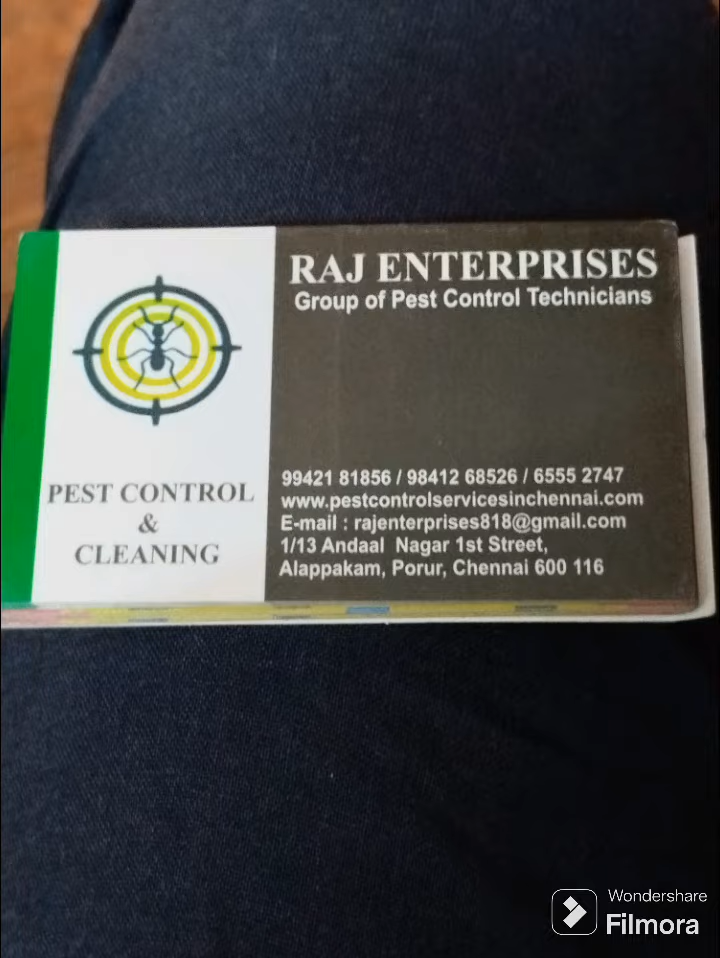 RAJ ENTERPRISES
Group of Pest Control Technicians
PEST CONTROL
&
CLEANING
99421 81856 / 98412 68526 / 6555 2747
www.pestcontrolservicesinchennai.com
E-mail : rajenterprises818@gmail.com
1/13 Andaal Nagar 1st Street,
Alappakam, Porur, Chennai 600 116
Wondershare
Filmora